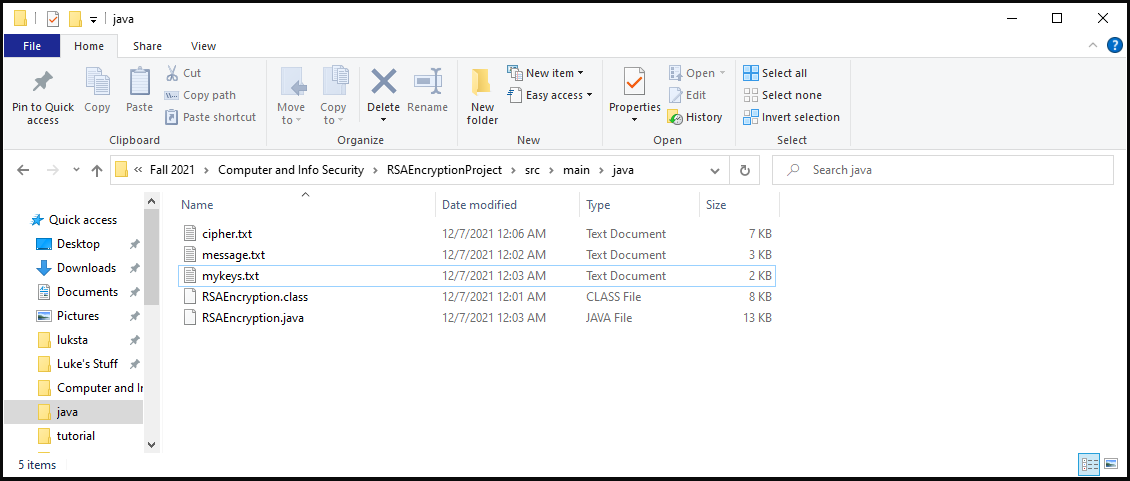 java
File Home Share View
Pin to Quick access
Copy
Paste
Cut
Copy path
Paste shortcut
Clipboard
Move to
Copy to
Delete
Rename
Organize
New folder
New item
Easy access
New
Properties
Open
Edit
History
Open
Select all
Select none
Invert selection
Select
« Fall 2021 > Computer and Info Security > RSAEncryptionProject > src > main > java
Search java
Quick access
Desktop
Downloads
Documents
Pictures
luksta
Luke's Stuff
Computer and In
java
tutorial
Name Date modified Type Size
cipher.txt 12/7/2021 12:06 AM Text Document 7 KB
message.txt 12/7/2021 12:02 AM Text Document 3 KB
mykeys.txt 12/7/2021 12:03 AM Text Document 2 KB
RSAEncryption.class 12/7/2021 12:01 AM CLASS File 8 KB
RSAEncryption.java 12/7/2021 12:03 AM JAVA File 13 KB
5 items